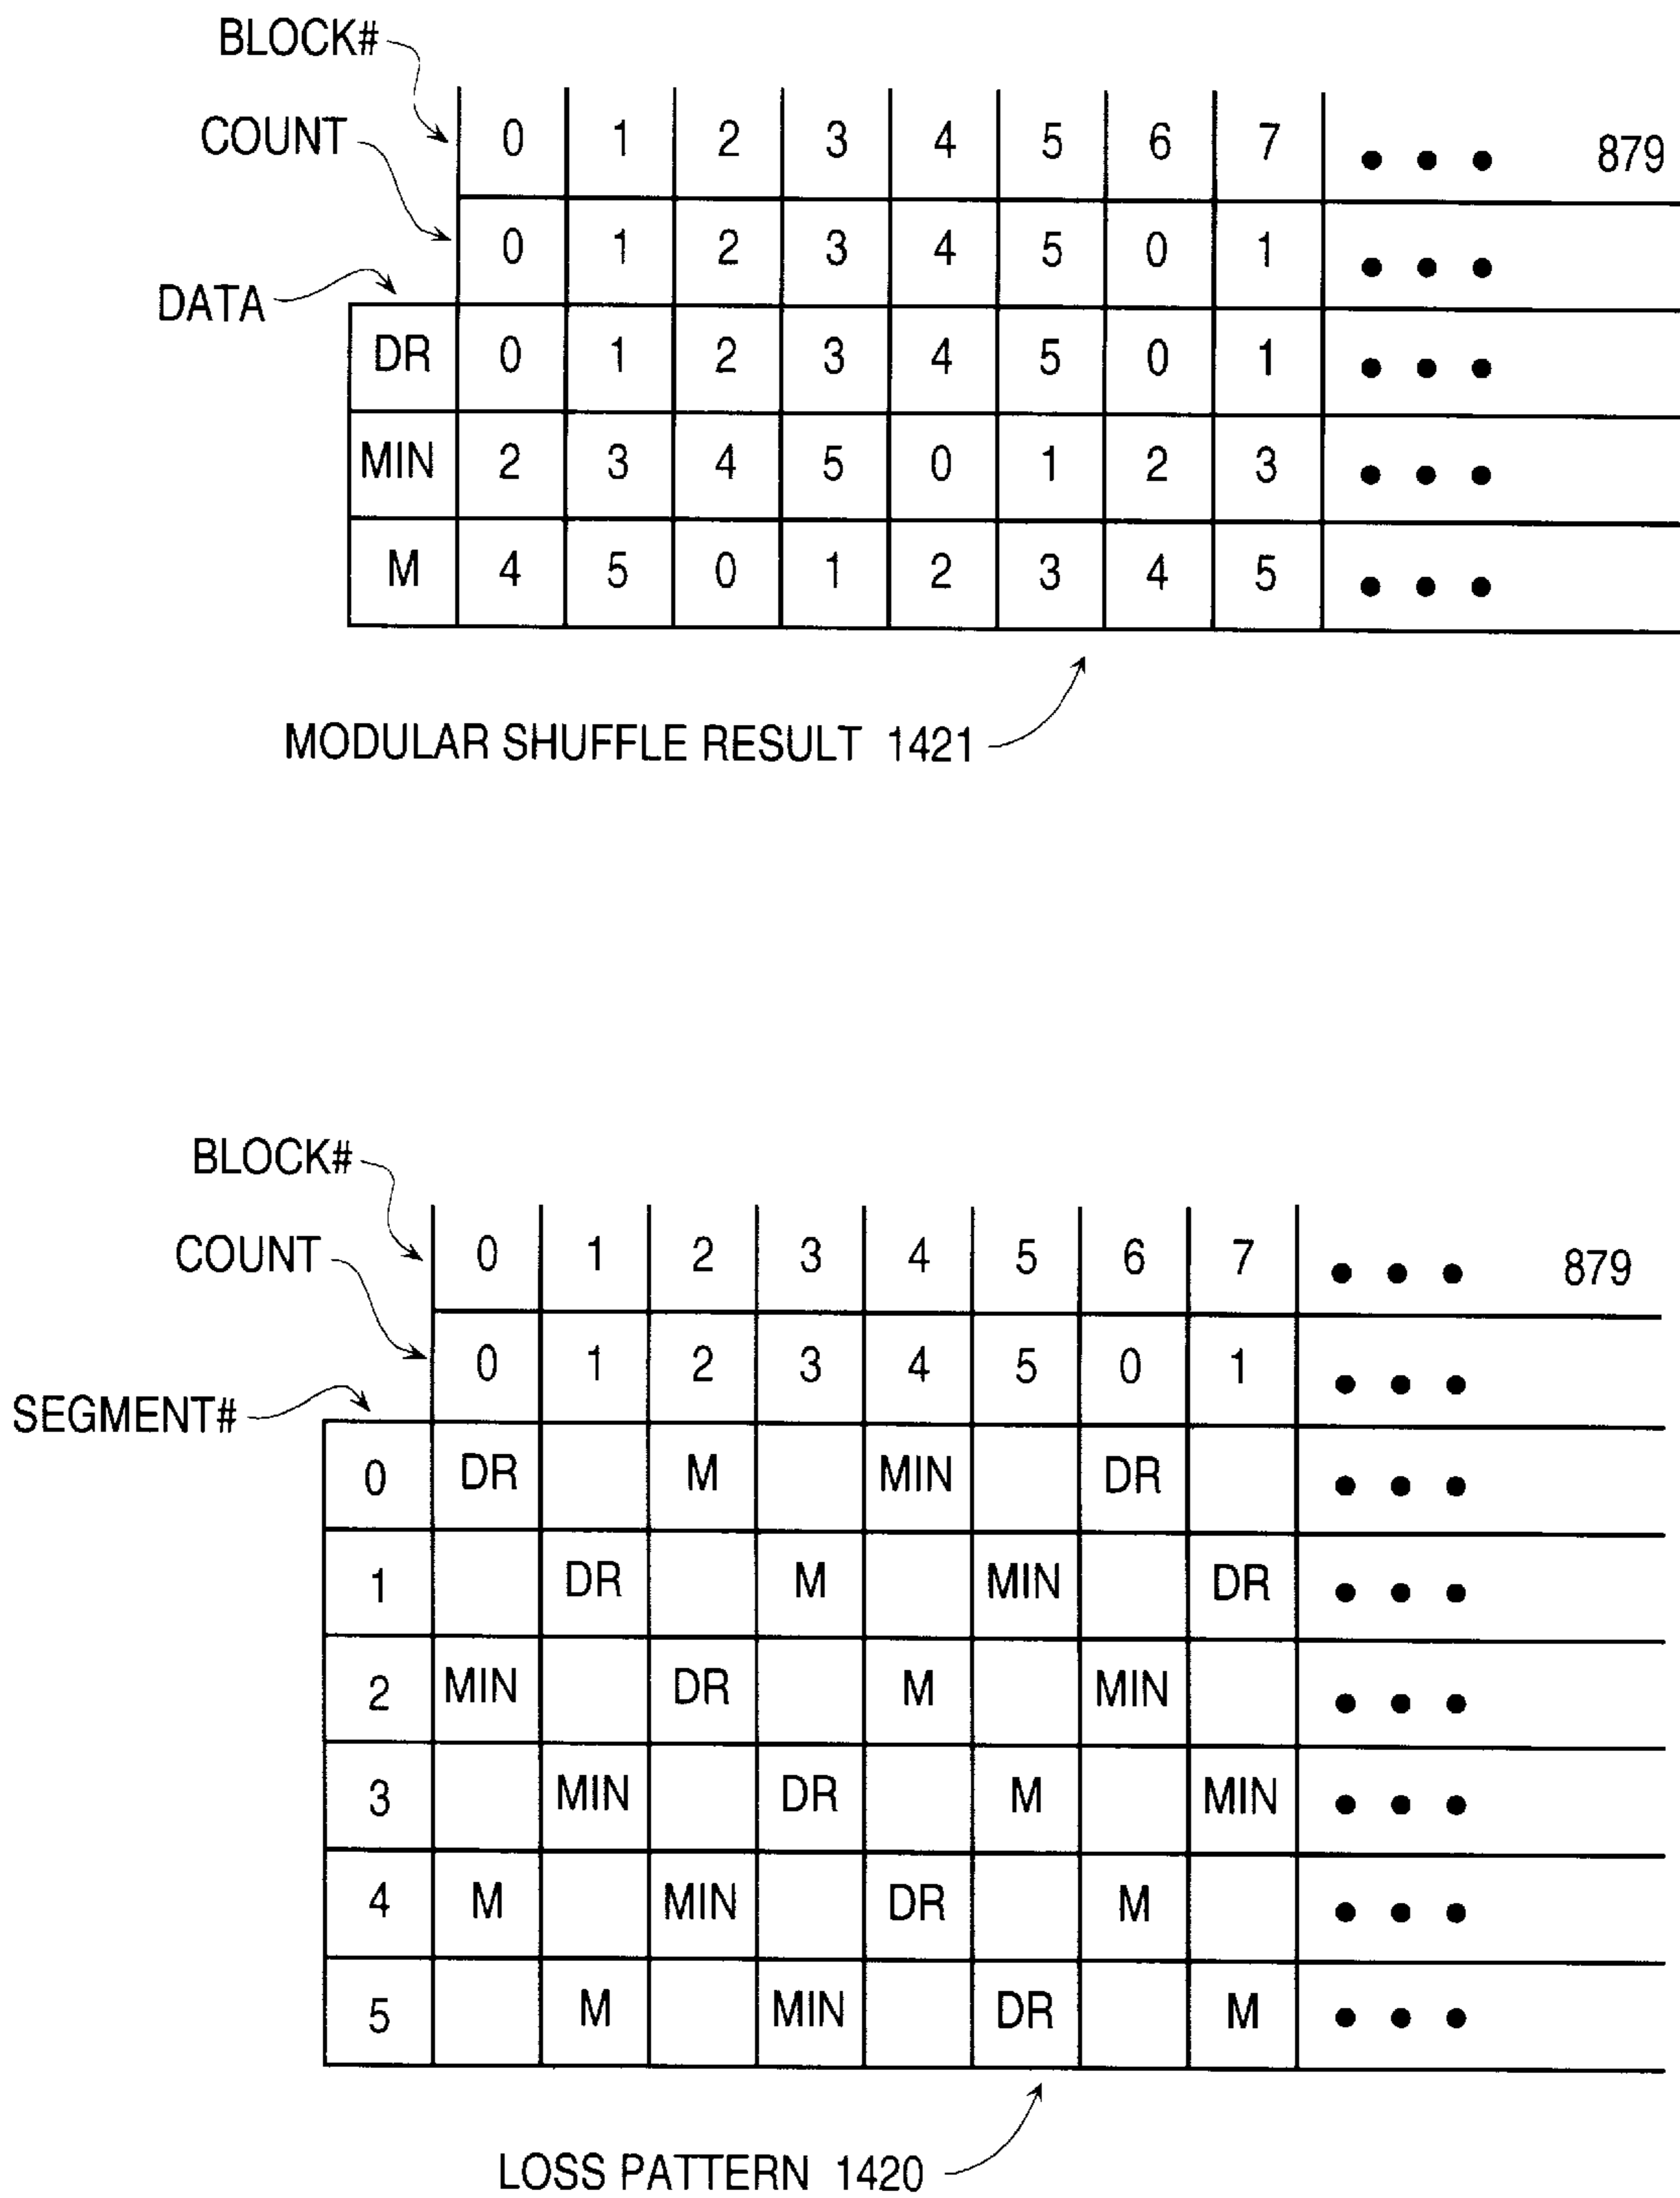 BLOCK#
COUNT
0 1 2 3 4 5 6 7 ● ● ● 879
0 1 2 3 4 5 0 1 ● ● ●
DATA
DR 0 1 2 3 4 5 0 1 ● ● ●
MIN 2 3 4 5 0 1 2 3 ● ● ●
M 4 5 0 1 2 3 4 5 ● ● ●
MODULAR SHUFFLE RESULT 1421
BLOCK#
COUNT
0 1 2 3 4 5 6 7 ● ● ● 879
0 1 2 3 4 5 0 1 ● ● ●
SEGMENT#
0 DR M MIN DR ● ● ●
1 DR M MIN DR ● ● ●
2 MIN DR M MIN ● ● ●
3 MIN DR M MIN ● ● ●
4 M MIN DR M ● ● ●
5 M MIN DR M ● ● ●
LOSS PATTERN 1420